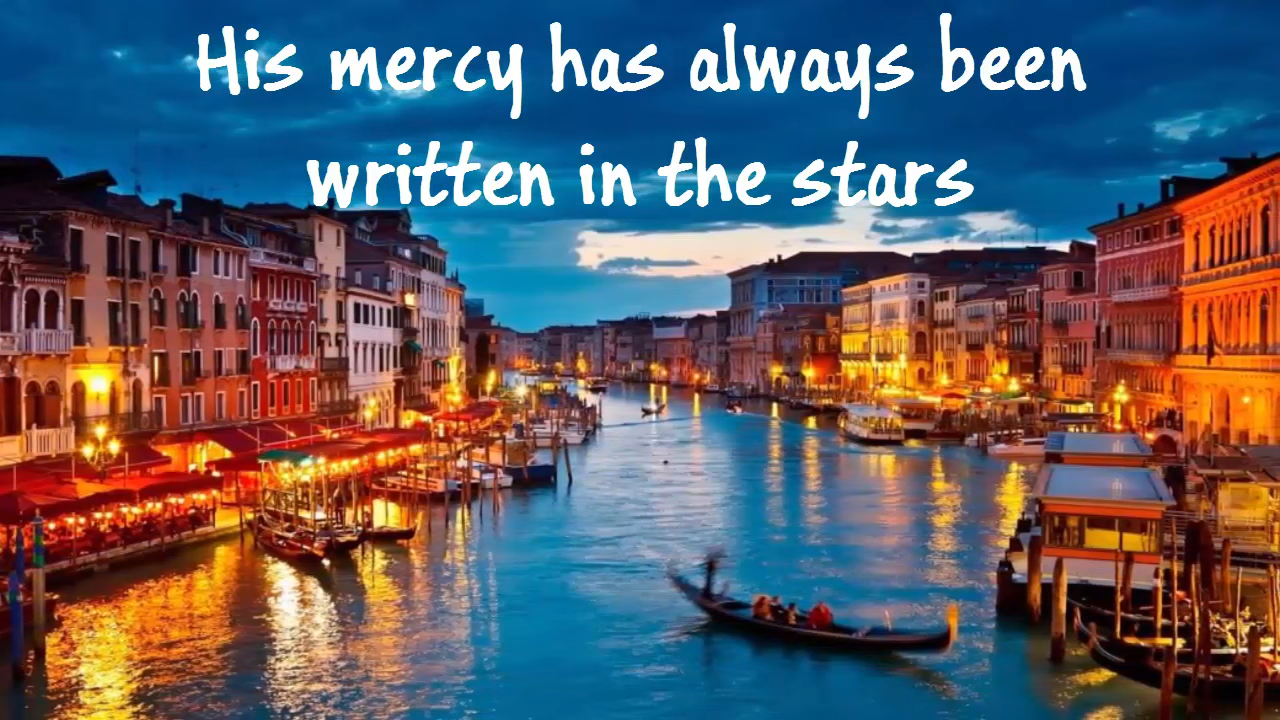 His mercy has always been
written in the stars